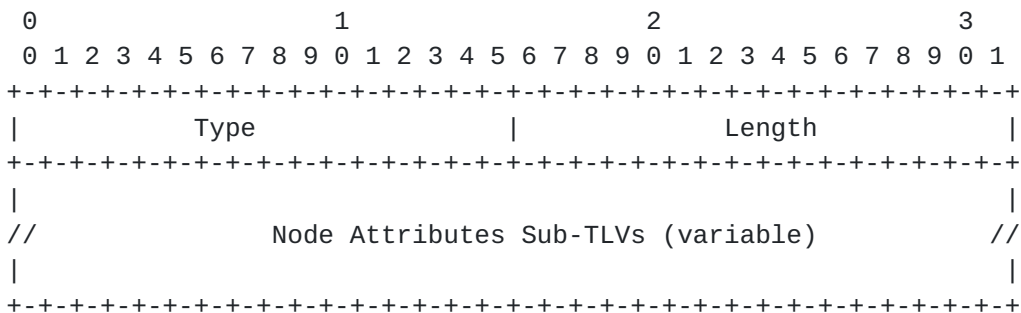 0                   1                   2                   3
 0 1 2 3 4 5 6 7 8 9 0 1 2 3 4 5 6 7 8 9 0 1 2 3 4 5 6 7 8 9 0 1
+-+-+-+-+-+-+-+-+-+-+-+-+-+-+-+-+-+-+-+-+-+-+-+-+-+-+-+-+-+-+-+-+
|           Type                |             Length            |
+-+-+-+-+-+-+-+-+-+-+-+-+-+-+-+-+-+-+-+-+-+-+-+-+-+-+-+-+-+-+-+-+
|                                                               |
//               Node Attributes Sub-TLVs (variable)           //
|                                                               |
+-+-+-+-+-+-+-+-+-+-+-+-+-+-+-+-+-+-+-+-+-+-+-+-+-+-+-+-+-+-+-+-+